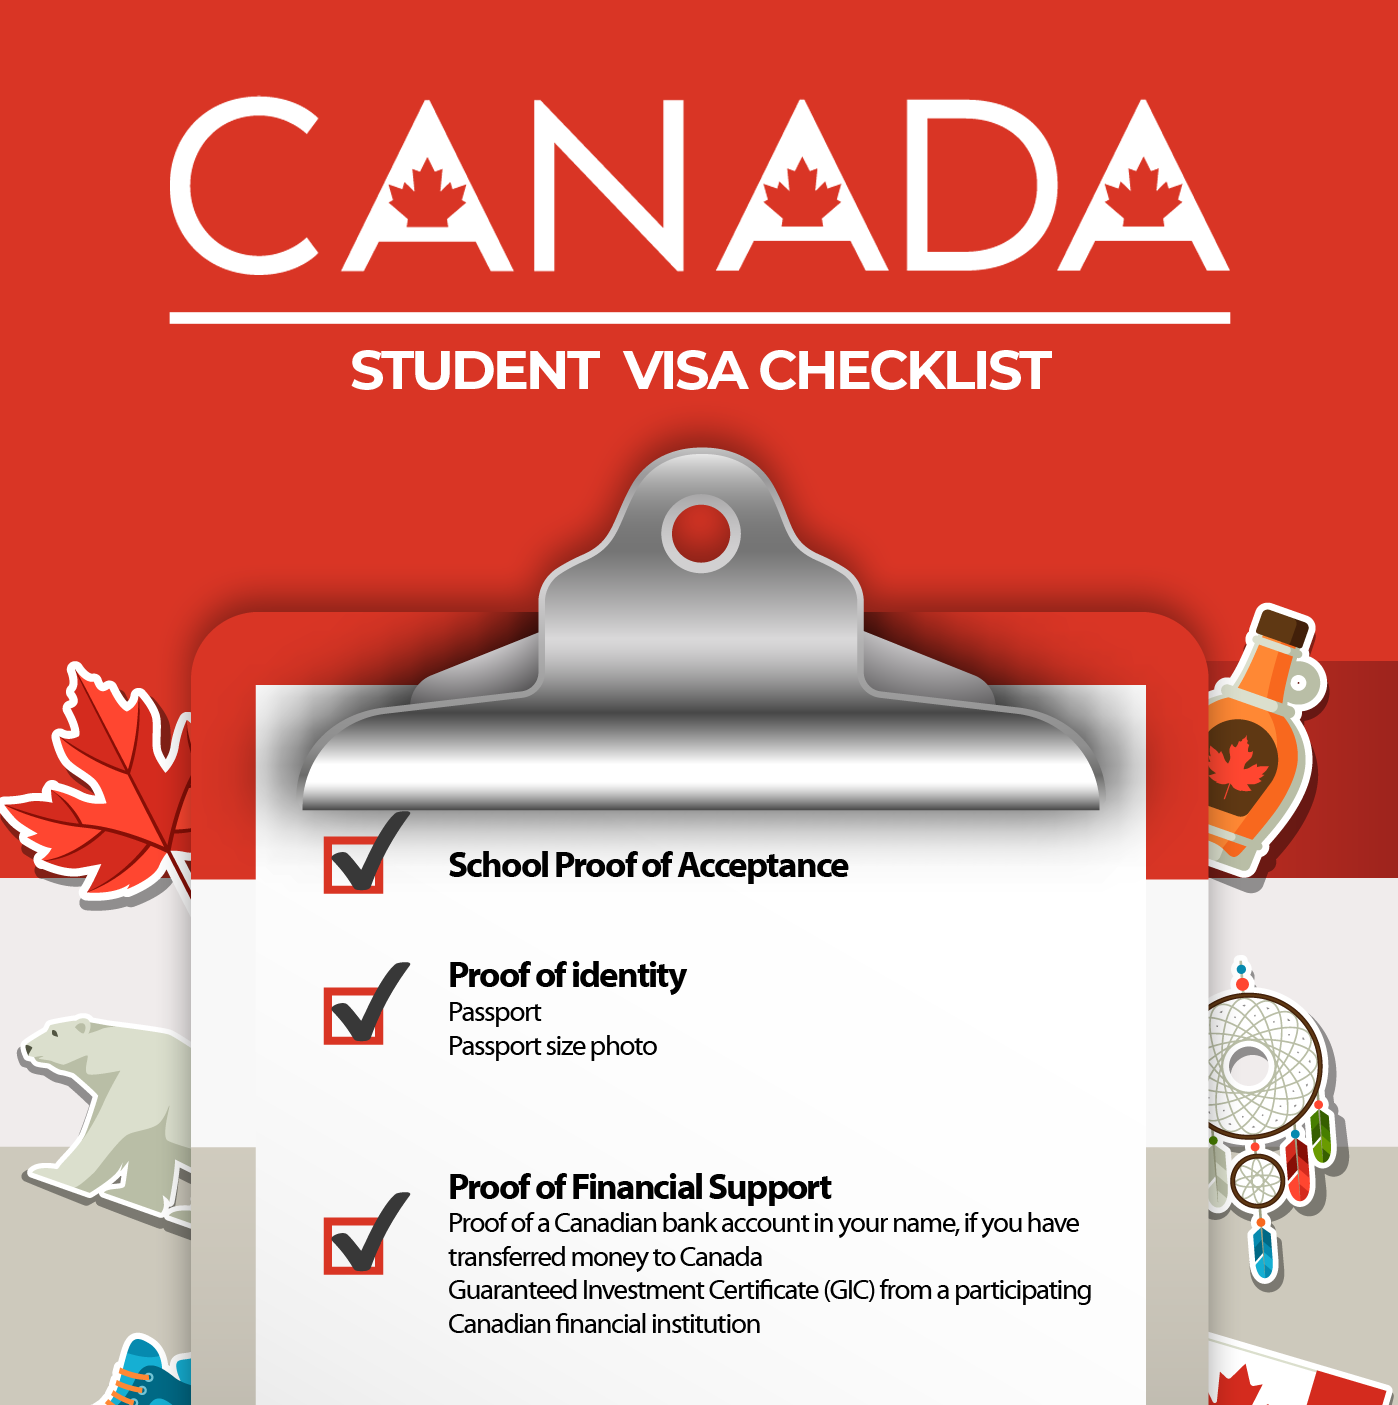 CANADA
STUDENT VISA CHECKLIST
School Proof of Acceptance
Proof of identity
Passport
Passport size photo
Proof of Financial Support
Proof of a Canadian bank account in your name, if you have
transferred money to Canada
Guaranteed Investment Certificate (GIC) from a participating
Canadian financial institution